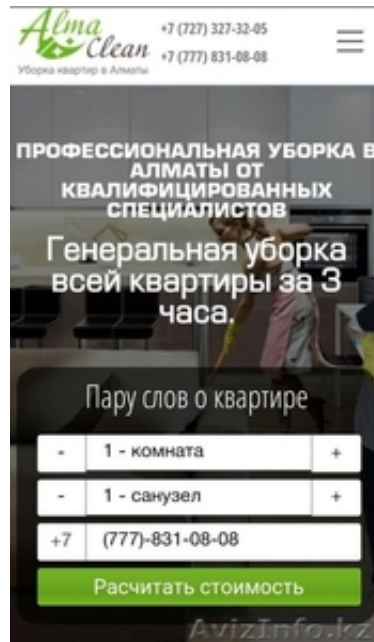 Alma
Clean
Уборка квартир в Алматы
+7 (727) 327-32-05
+7 (777) 831-08-08
ПРОФЕССИОНАЛЬНАЯ УБОРКА В
АЛМАТЫ ОТ
КВАЛИФИЦИРОВАННЫХ
СПЕЦИАЛИСТОВ
Генеральная уборка
всей квартиры за 3
часа.
Пару слов о квартире
- 1 - комната +
- 1 - санузел +
+7 (777)-831-08-08
Расчитать стоимость
AvizInfo.kz